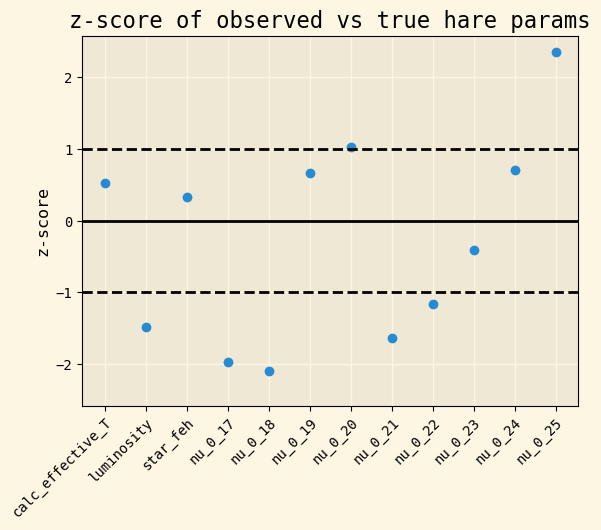 z-score of observed vs true hare params
z-score
2
1
0
−1
−2
calc_effective_T
luminosity
star_feh
nu_0_17
nu_0_18
nu_0_19
nu_0_20
nu_0_21
nu_0_22
nu_0_23
nu_0_24
nu_0_25